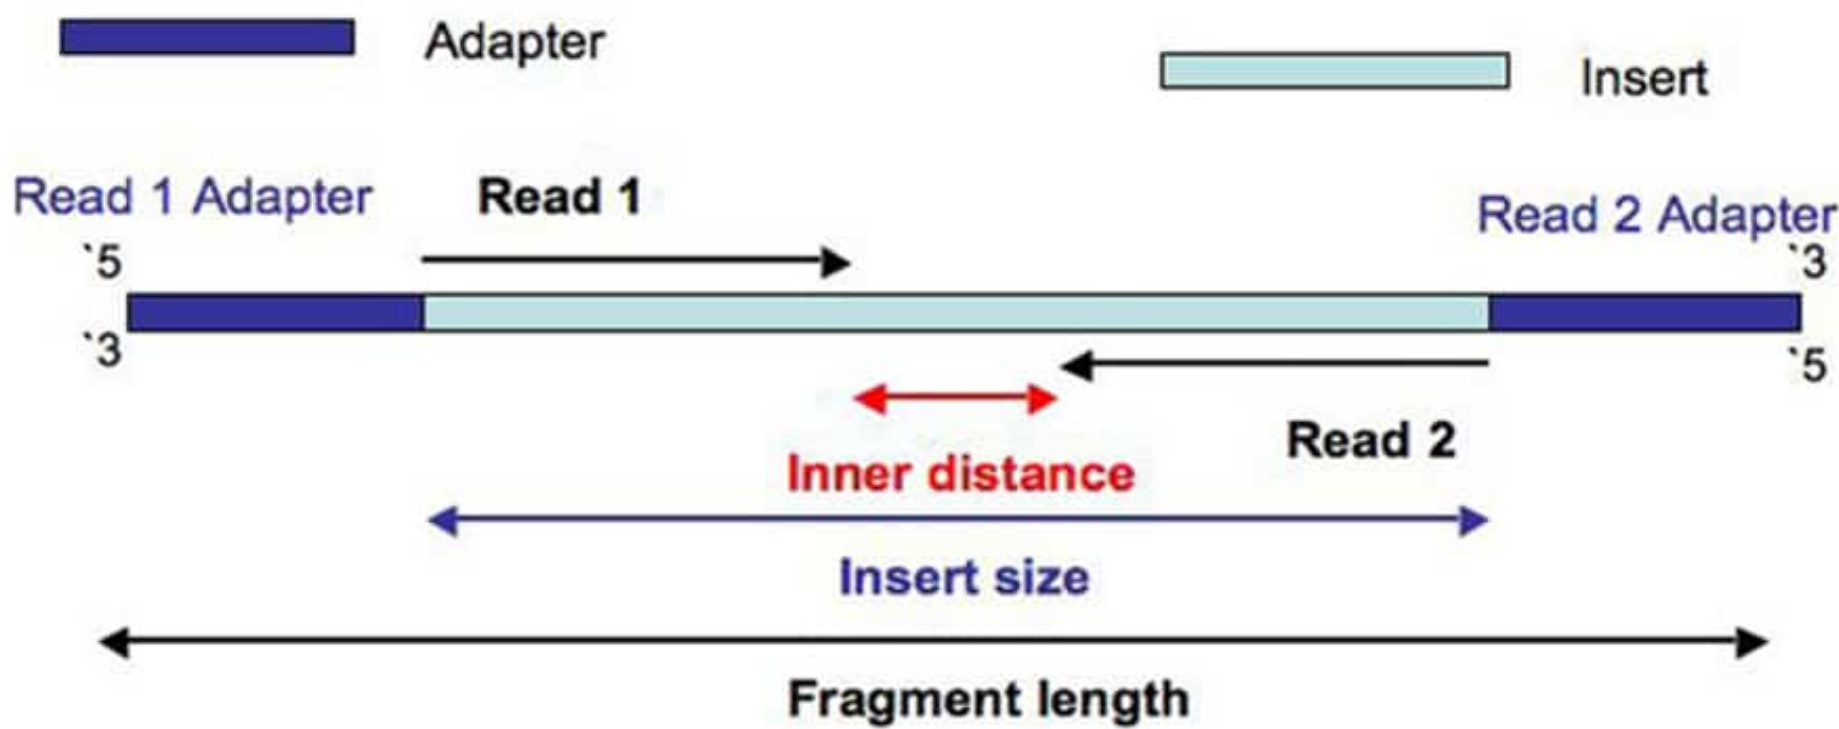 Adapter
Insert
Read 1 Adapter
Read 1
Read 2 Adapter
`5
`3
`3
`5
Read 2
Inner distance
Insert size
Fragment length